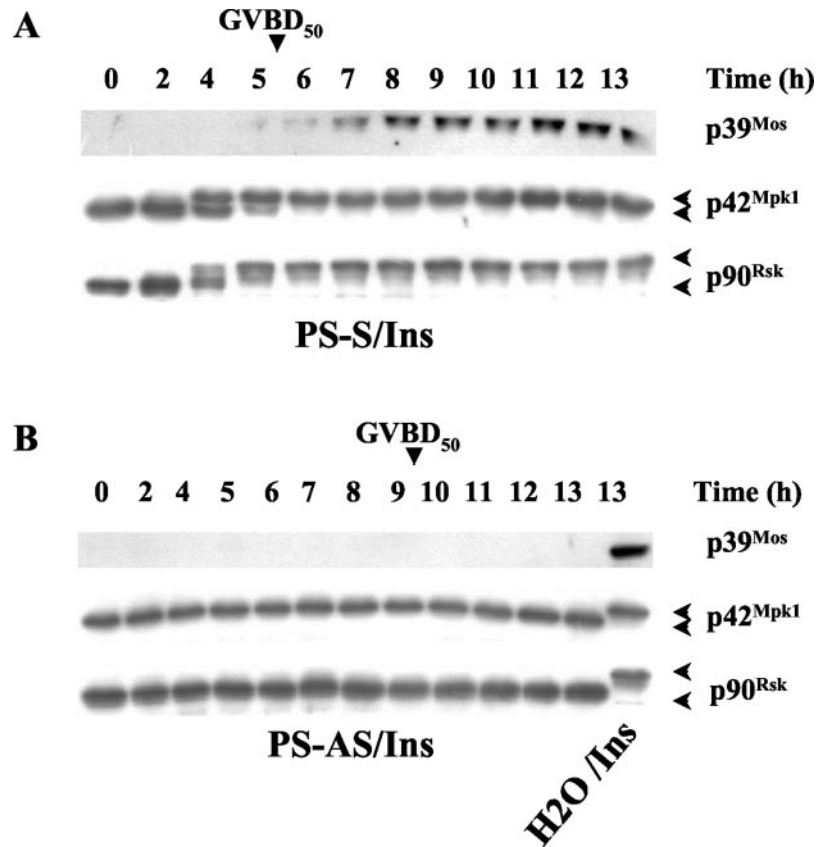 A
GVBD50
0 2 4 5 6 7 8 9 10 11 12 13 Time (h)
p39Mos
p42Mpk1
p90Rsk
PS-S/Ins
B
GVBD50
0 2 4 5 6 7 8 9 10 11 12 13 13 Time (h)
p39Mos
p42Mpk1
p90Rsk
PS-AS/Ins
H2O /Ins